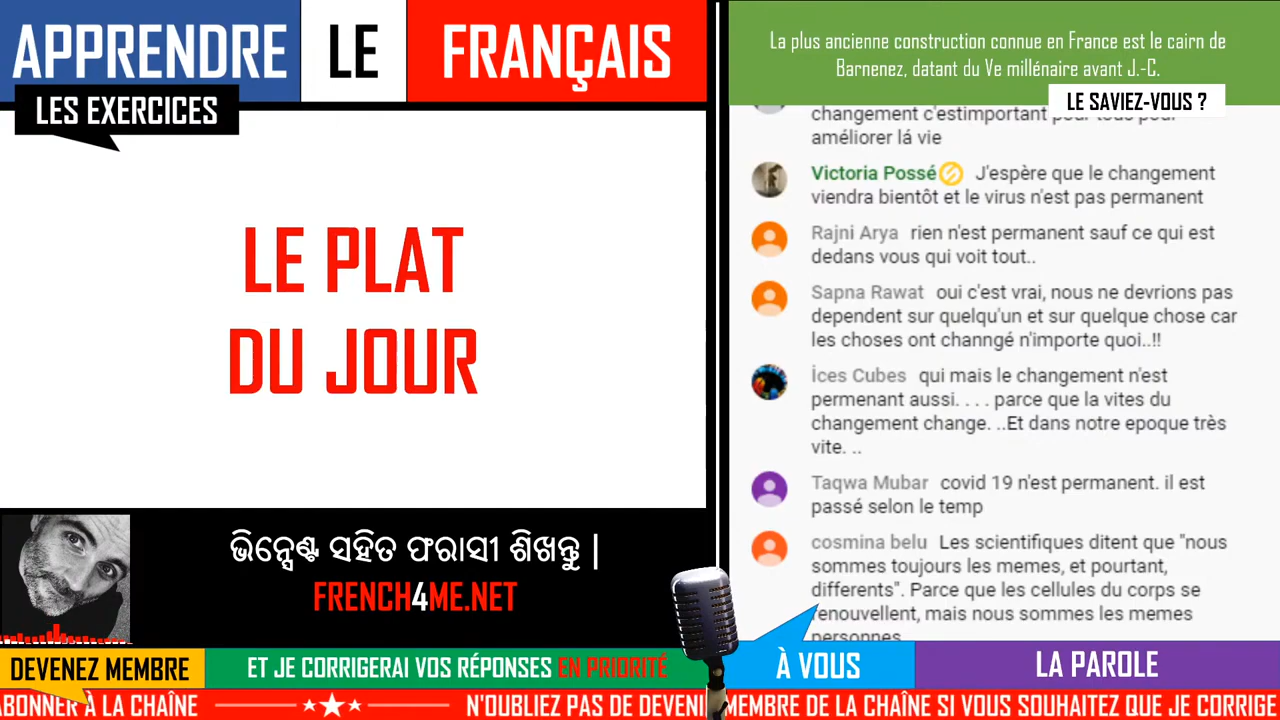 APPRENDRE LE FRANÇAIS
LES EXERCICES
LE PLAT
DU JOUR
ଭିନ୍ସେଣ୍ଟ ସହିତ ଫରାସୀ ଶିଖନ୍ତୁ |
FRENCH4ME.NET
La plus ancienne construction connue en France est le cairn de
Barnenez, datant du Ve millénaire avant J.-C.
LE SAVIEZ-VOUS ?
changement c'estimportant pour tous pour
améliorer lá vie
Victoria Possé J'espère que le changement
viendra bientôt et le virus n'est pas permanent
Rajni Arya rien n'est permanent sauf ce qui est
dedans vous qui voit tout..
Sapna Rawat oui c'est vrai, nous ne devrions pas
dependent sur quelqu'un et sur quelque chose car
les choses ont channgé n'importe quoi..!!
İces Cubes qui mais le changement n'est
permenant aussi. . . . parce que la vites du
changement change. ..Et dans notre epoque très
vite. ..
Taqwa Mubar covid 19 n'est permanent. il est
passé selon le temp
cosmina belu Les scientifiques ditent que "nous
sommes toujours les memes, et pourtant,
differents". Parce que les cellules du corps se
renouvellent, mais nous sommes les memes
personnes
DEVENEZ MEMBRE
ET JE CORRIGERAI VOS RÉPONSES EN PRIORITÉ
À VOUS
LA PAROLE
ABONNER À LA CHAÎNE
N'OUBLIEZ PAS DE DEVENI MEMBRE DE LA CHAÎNE SI VOUS SOUHAITEZ QUE JE CORRIGE